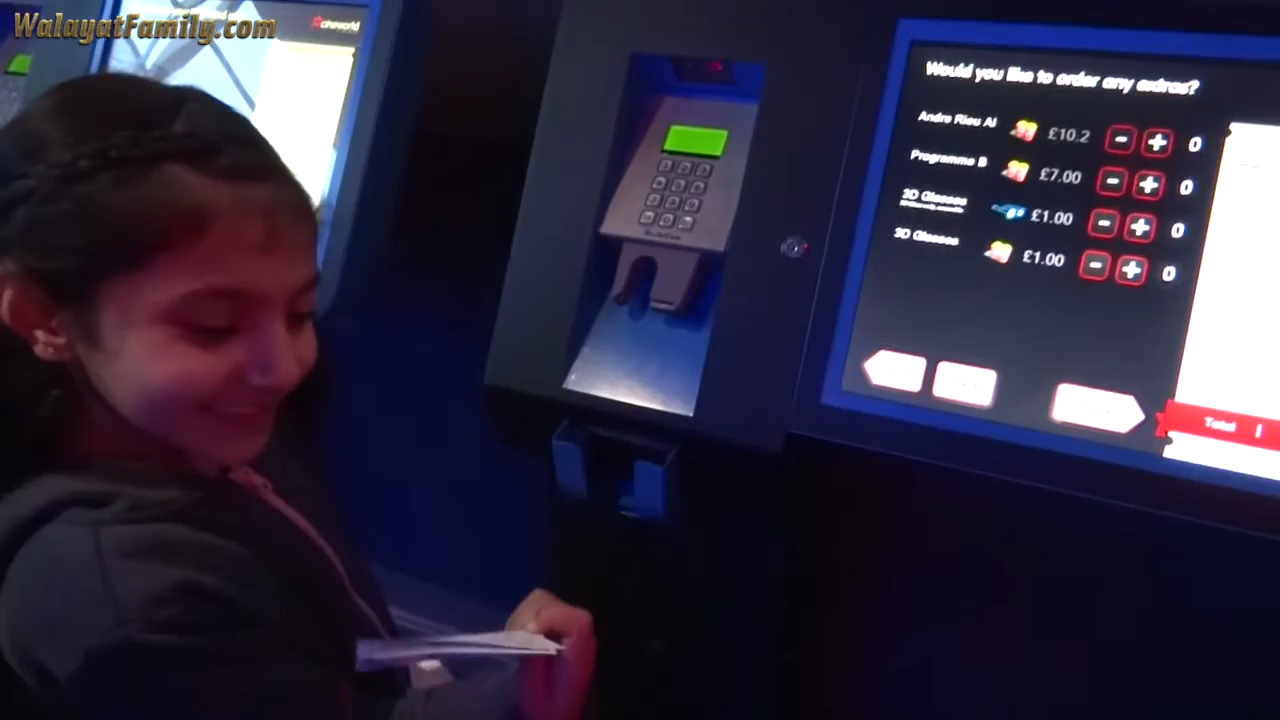 WalayatFamily.com
cineworld
Would you like to order any extras?
Andre Rieu Al £10.2 - + 0
Programme B £7.00 - + 0
3D Glasses £1.00 - + 0
3D Glasses £1.00 - + 0
Total